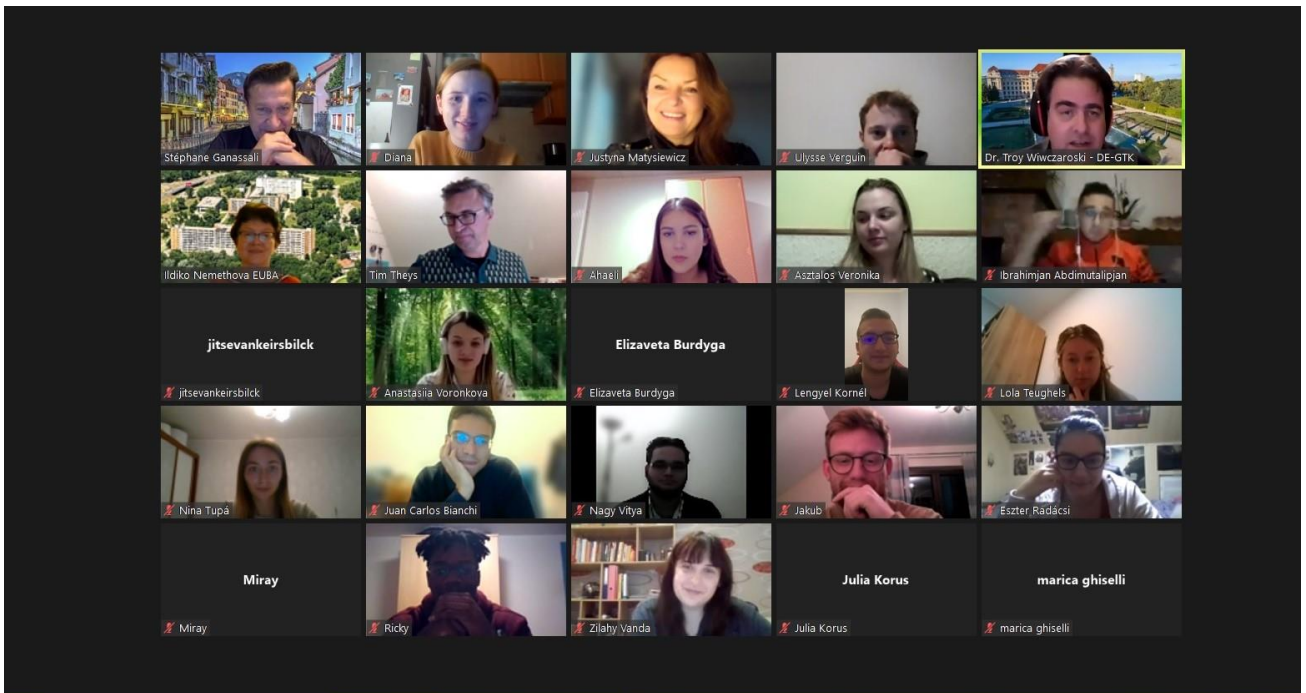 Stéphane Ganassali
Diana
Justyna Matysiewicz
Ulysse Verguin
Dr. Troy Wiwczaroski - DE-GTK
Ildiko Nemethova EUBA
Tim Theys
Ahaeli
Asztalos Veronika
Ibrahimjan Abdimutalipjan
jitsevankeirsbilck
jitsevankeirsbilck
Anastasiia Voronkova
Elizaveta Burdyga
Elizaveta Burdyga
Lengyel Kornél
Lola Teughels
Nina Tupá
Juan Carlos Bianchi
Nagy Vitya
Jakub
Eszter Radácsi
Miray
Miray
Ricky
Zilahy Vanda
Julia Korus
Julia Korus
marica ghiselli
marica ghiselli